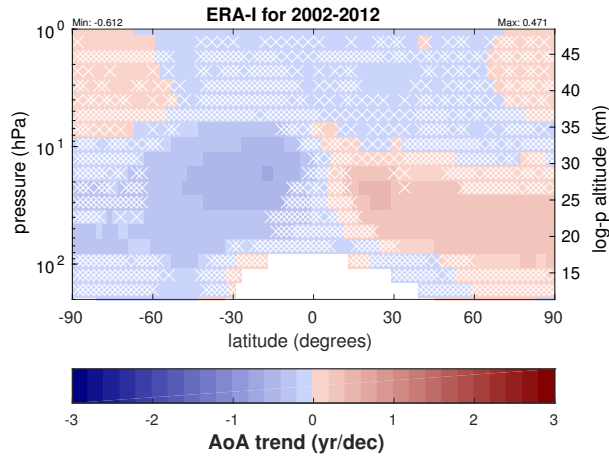 ERA-I for 2002-2012
Min: -0.612
Max: 0.471
10^0
10^1
10^2
pressure (hPa)
45
40
35
30
25
20
15
log-p altitude (km)
-90 -60 -30 0 30 60 90
latitude (degrees)
-3 -2 -1 0 1 2 3
AoA trend (yr/dec)